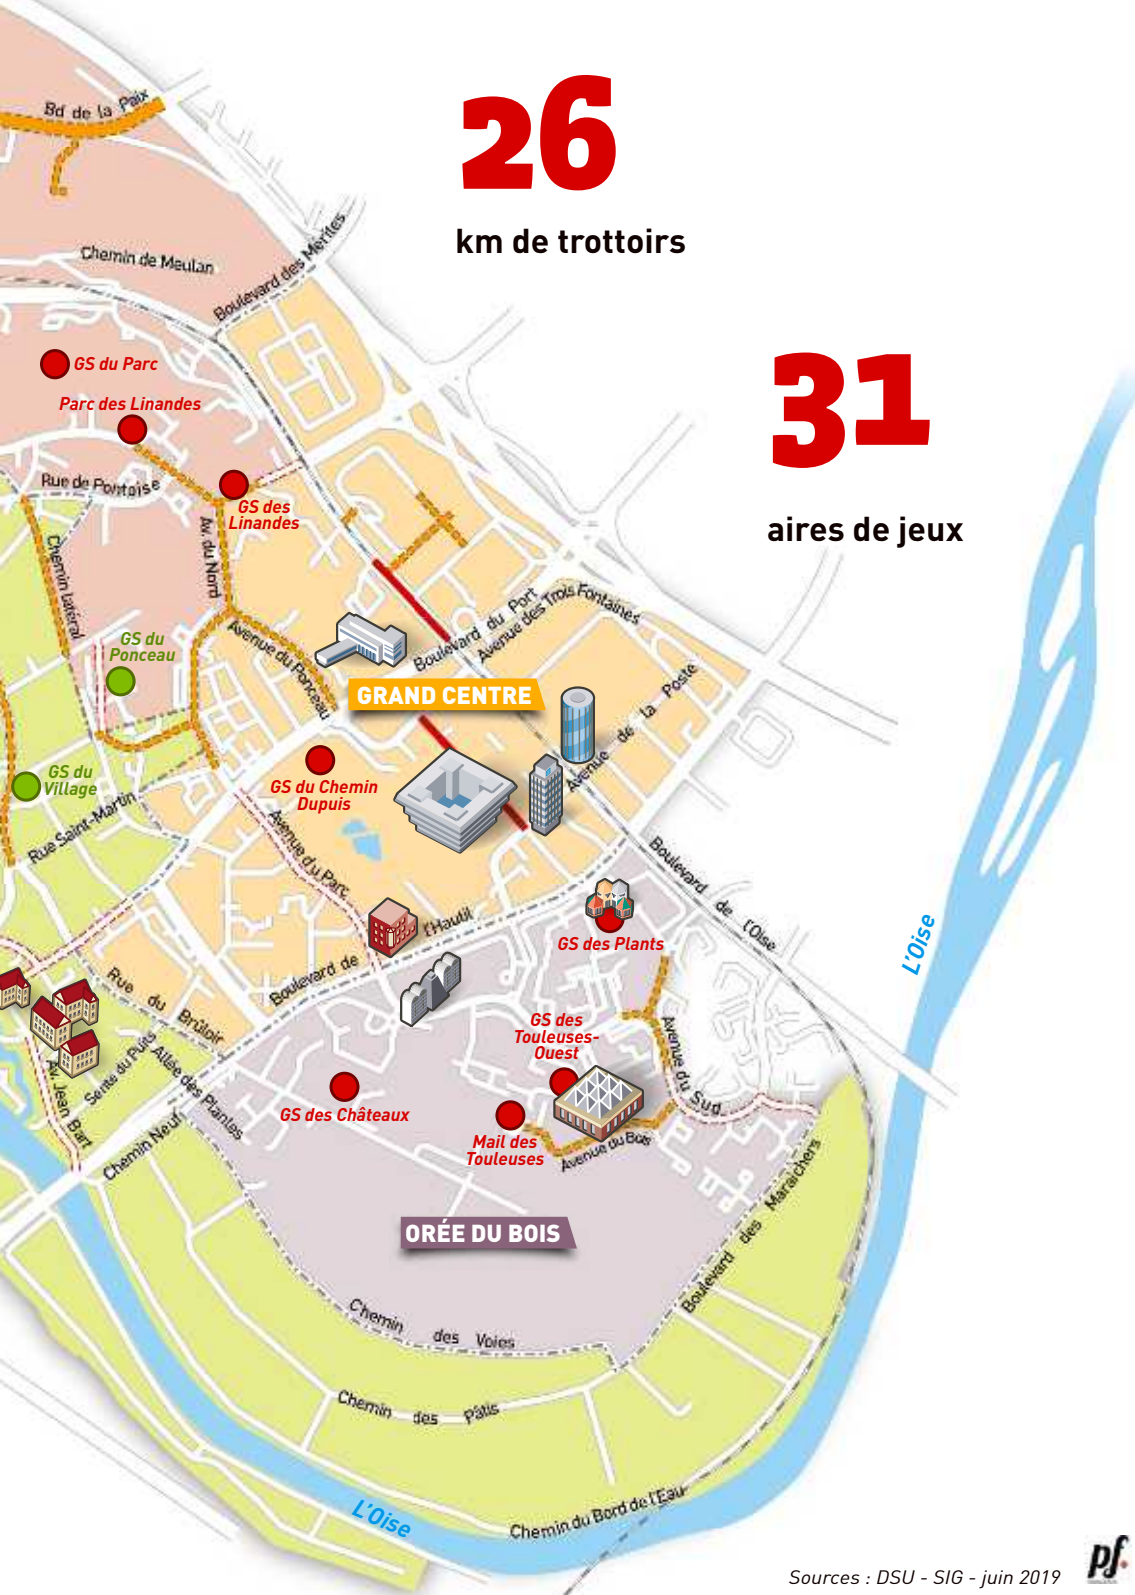 26
km de trottoirs
31
aires de jeux
Bd de la Paix
Chemin de Meulan
Boulevard des Merites
GS du Parc
Parc des Linandes
Rue de Pontoise
GS des
Linandes
Av. du Nord
Chemin latéral
GS du
Ponceau
Avenue du Ponceau
Boulevard du Port
Avenue des Trois Fontaines
GRAND CENTRE
Avenue de la Poste
GS du
Village
Rue Saint-Martin
GS du Chemin
Dupuis
Avenue du Parc
Boulevard de l'Oise
L'Oise
Boulevard de l'Hautil
GS des Plants
Rue du Brûloir
GS des
Touleuses-
Ouest
Avenue du Sud
Sente du Puits
Allée des Plantes
Av. Jean Bart
Chemin Neuf
GS des Châteaux
Mail des
Touleuses
Avenue du Bois
Boulevard des Maraichers
ORÉE DU BOIS
Chemin des Voies
Chemin des Pâtis
L'Oise
Chemin du Bord de l'Eau
Sources : DSU - SIG - juin 2019
pf.